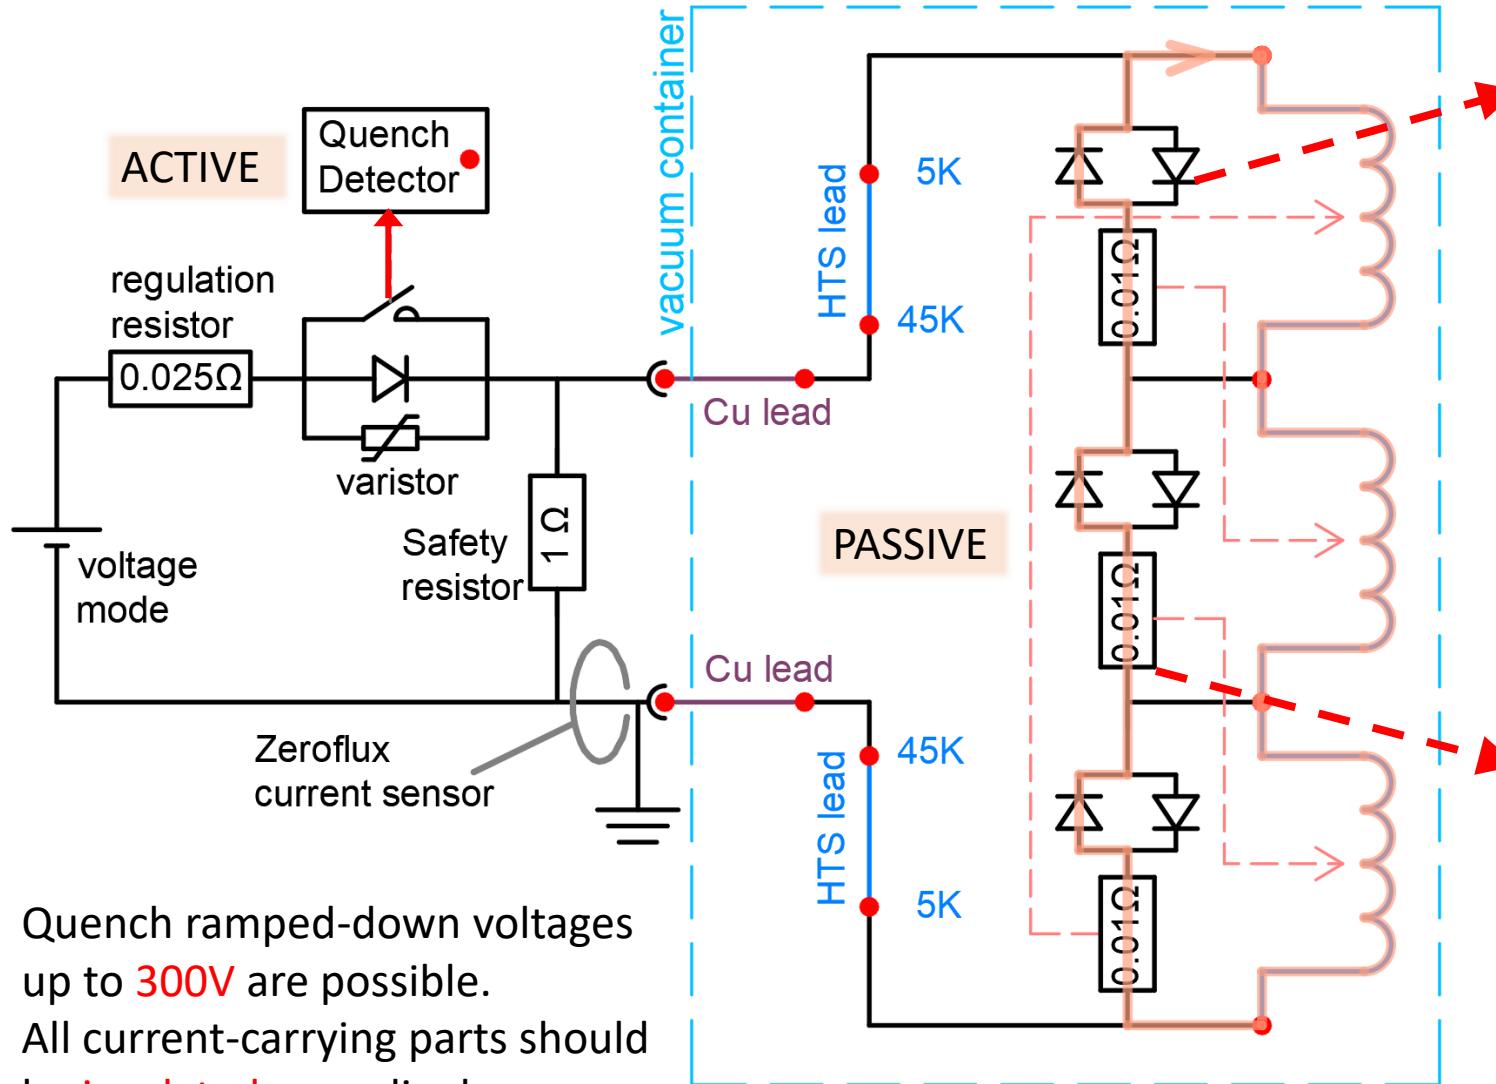 ACTIVE
Quench
Detector
regulation
resistor
0.025Ω
varistor
voltage
mode
Safety
resistor
1 Ω
Zeroflux
current sensor
vacuum container
Cu lead
Cu lead
HTS lead
5K
45K
HTS lead
45K
5K
PASSIVE
0.01Ω
0.01Ω
0.01Ω
Quench ramped-down voltages
up to 300V are possible.
All current-carrying parts should